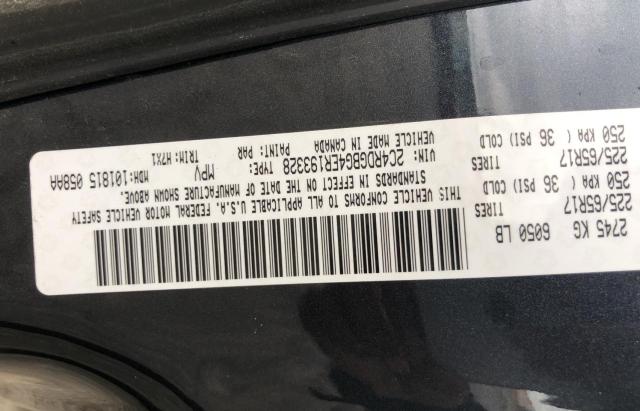 2745 KG
6050 LB
225/65R17 TIRES 250 KPA ( 36 PSI) COLD
225/65R17 TIRES 250 KPA ( 36 PSI) COLD
THIS VEHICLE CONFORMS TO ALL APPLICABLE U.S.A. FEDERAL MOTOR VEHICLE SAFETY
STANDARDS IN EFFECT ON THE DATE OF MANUFACTURE SHOWN ABOVE.
VIN: 2C4RDGBG4ER193328 TYPE: MPV MDH: 101815 058AA
VEHICLE MADE IN CANADA PAINT: PAR TRIM: H7X1